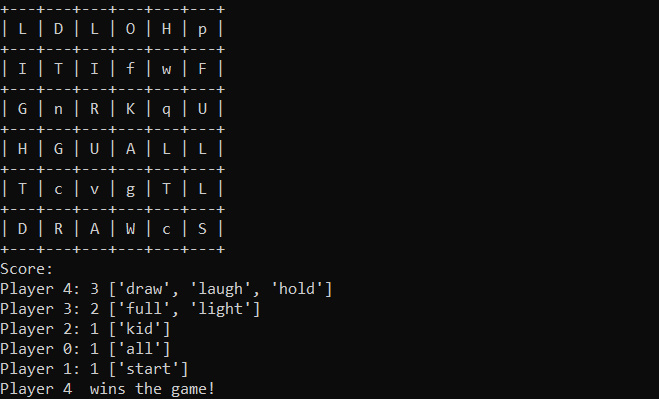 +---+---+---+---+---+---+
| L | D | L | O | H | p |
+---+---+---+---+---+---+
| I | T | I | f | w | F |
+---+---+---+---+---+---+
| G | n | R | K | q | U |
+---+---+---+---+---+---+
| H | G | U | A | L | L |
+---+---+---+---+---+---+
| T | c | v | g | T | L |
+---+---+---+---+---+---+
| D | R | A | W | c | S |
+---+---+---+---+---+---+
Score:
Player 4: 3 ['draw', 'laugh', 'hold']
Player 3: 2 ['full', 'light']
Player 2: 1 ['kid']
Player 0: 1 ['all']
Player 1: 1 ['start']
Player 4  wins the game!